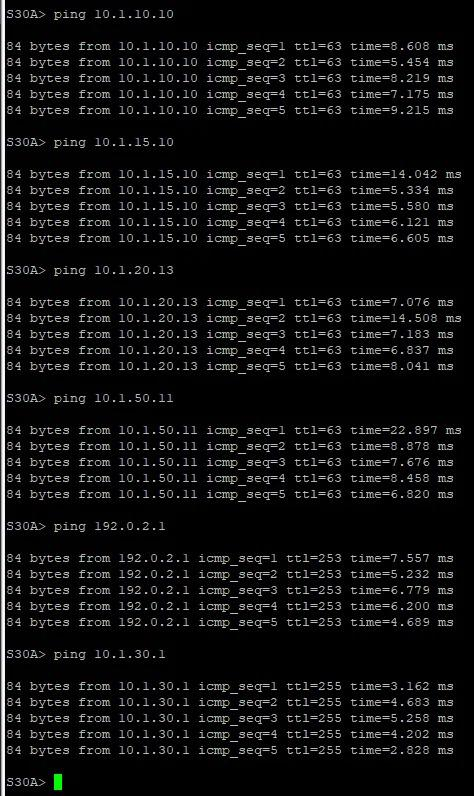 S30A> ping 10.1.10.10
84 bytes from 10.1.10.10 icmp_seq=1 ttl=63 time=8.608 ms
84 bytes from 10.1.10.10 icmp_seq=2 ttl=63 time=5.454 ms
84 bytes from 10.1.10.10 icmp_seq=3 ttl=63 time=8.219 ms
84 bytes from 10.1.10.10 icmp_seq=4 ttl=63 time=7.175 ms
84 bytes from 10.1.10.10 icmp_seq=5 ttl=63 time=9.215 ms
S30A> ping 10.1.15.10
84 bytes from 10.1.15.10 icmp_seq=1 ttl=63 time=14.042 ms
84 bytes from 10.1.15.10 icmp_seq=2 ttl=63 time=5.334 ms
84 bytes from 10.1.15.10 icmp_seq=3 ttl=63 time=5.580 ms
84 bytes from 10.1.15.10 icmp_seq=4 ttl=63 time=6.121 ms
84 bytes from 10.1.15.10 icmp_seq=5 ttl=63 time=6.605 ms
S30A> ping 10.1.20.13
84 bytes from 10.1.20.13 icmp_seq=1 ttl=63 time=7.076 ms
84 bytes from 10.1.20.13 icmp_seq=2 ttl=63 time=14.508 ms
84 bytes from 10.1.20.13 icmp_seq=3 ttl=63 time=7.183 ms
84 bytes from 10.1.20.13 icmp_seq=4 ttl=63 time=6.837 ms
84 bytes from 10.1.20.13 icmp_seq=5 ttl=63 time=8.041 ms
S30A> ping 10.1.50.11
84 bytes from 10.1.50.11 icmp_seq=1 ttl=63 time=22.897 ms
84 bytes from 10.1.50.11 icmp_seq=2 ttl=63 time=8.878 ms
84 bytes from 10.1.50.11 icmp_seq=3 ttl=63 time=7.676 ms
84 bytes from 10.1.50.11 icmp_seq=4 ttl=63 time=8.458 ms
84 bytes from 10.1.50.11 icmp_seq=5 ttl=63 time=6.820 ms
S30A> ping 192.0.2.1
84 bytes from 192.0.2.1 icmp_seq=1 ttl=253 time=7.557 ms
84 bytes from 192.0.2.1 icmp_seq=2 ttl=253 time=5.232 ms
84 bytes from 192.0.2.1 icmp_seq=3 ttl=253 time=6.779 ms
84 bytes from 192.0.2.1 icmp_seq=4 ttl=253 time=6.200 ms
84 bytes from 192.0.2.1 icmp_seq=5 ttl=253 time=4.689 ms
S30A> ping 10.1.30.1
84 bytes from 10.1.30.1 icmp_seq=1 ttl=255 time=3.162 ms
84 bytes from 10.1.30.1 icmp_seq=2 ttl=255 time=4.683 ms
84 bytes from 10.1.30.1 icmp_seq=3 ttl=255 time=5.258 ms
84 bytes from 10.1.30.1 icmp_seq=4 ttl=255 time=4.202 ms
84 bytes from 10.1.30.1 icmp_seq=5 ttl=255 time=2.828 ms
S30A>